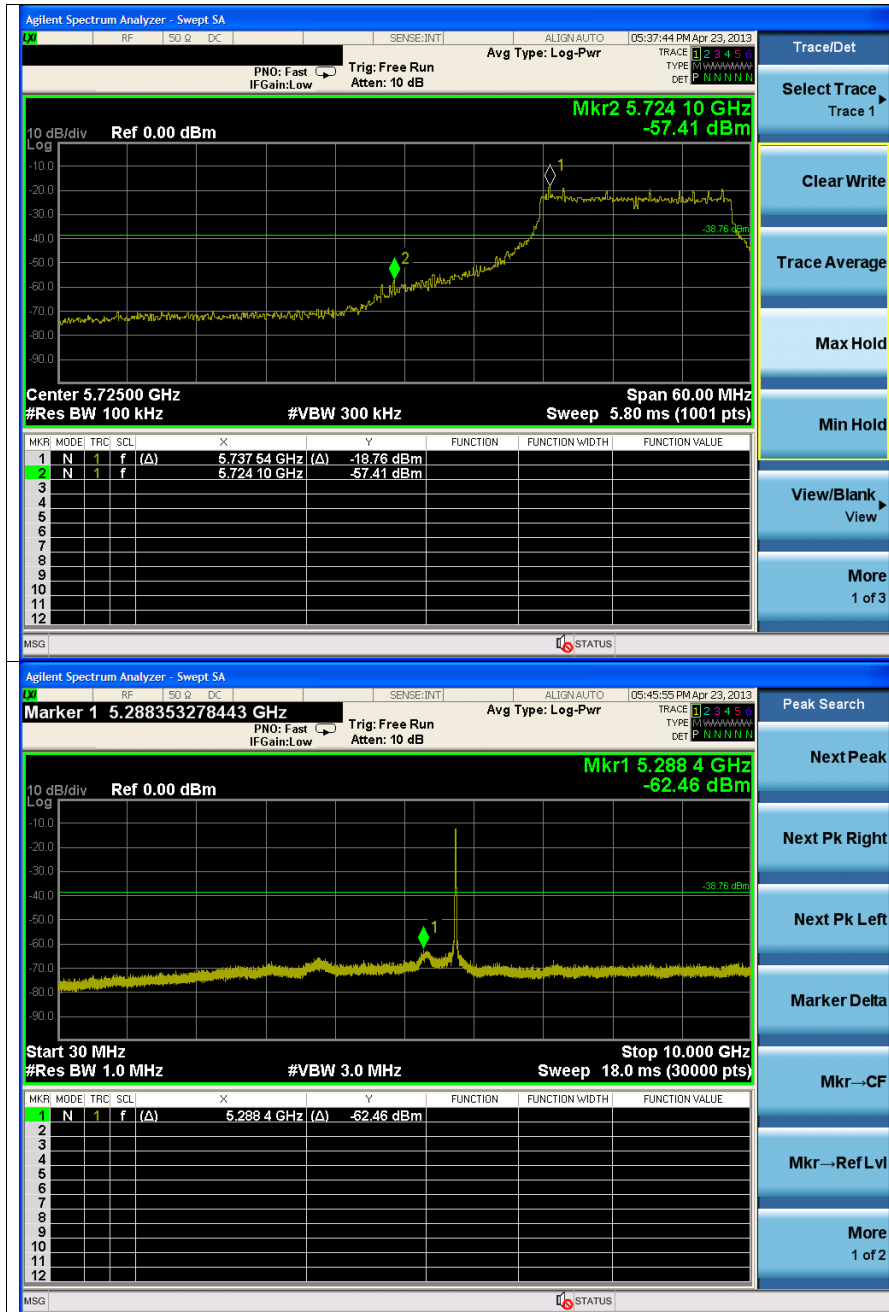 Agilent Spectrum Analyzer - Swept SA
LXI RF 50 Ω DC SENSE:INT ALIGN AUTO 05:37:44 PM Apr 23, 2013
Avg Type: Log-Pwr TRACE 1 2 3 4 5 6
PNO: Fast Trig: Free Run TYPE M WWWWW
IFGain:Low Atten: 10 dB DET P N N N N N
Mkr2 5.724 10 GHz
10 dB/div Ref 0.00 dBm -57.41 dBm
Log
-10.0
-20.0
-30.0
-40.0
-50.0
-60.0
-70.0
-80.0
-90.0
1
2
-38.76 dBm
Center 5.72500 GHz Span 60.00 MHz
#Res BW 100 kHz #VBW 300 kHz Sweep 5.80 ms (1001 pts)
MKR MODE TRC SCL X Y FUNCTION FUNCTION WIDTH FUNCTION VALUE
1 N 1 f (Δ) 5.737 54 GHz (Δ) -18.76 dBm
2 N 1 f 5.724 10 GHz -57.41 dBm
3
4
5
6
7
8
9
10
11
12
MSG STATUS
Trace/Det
Select Trace
Trace 1
Clear Write
Trace Average
Max Hold
Min Hold
View/Blank
View
More
1 of 3
Agilent Spectrum Analyzer - Swept SA
LXI RF 50 Ω DC SENSE:INT ALIGN AUTO 05:45:55 PM Apr 23, 2013
Marker 1 5.288353278443 GHz Avg Type: Log-Pwr TRACE 1 2 3 4 5 6
PNO: Fast Trig: Free Run TYPE M WWWWW
IFGain:Low Atten: 10 dB DET P N N N N N
Mkr1 5.288 4 GHz
10 dB/div Ref 0.00 dBm -62.46 dBm
Log
-10.0
-20.0
-30.0
-40.0
-50.0
-60.0
-70.0
-80.0
-90.0
1
-38.76 dBm
Start 30 MHz Stop 10.000 GHz
#Res BW 1.0 MHz #VBW 3.0 MHz Sweep 18.0 ms (30000 pts)
MKR MODE TRC SCL X Y FUNCTION FUNCTION WIDTH FUNCTION VALUE
1 N 1 f (Δ) 5.288 4 GHz (Δ) -62.46 dBm
2
3
4
5
6
7
8
9
10
11
12
MSG STATUS
Peak Search
Next Peak
Next Pk Right
Next Pk Left
Marker Delta
Mkr→CF
Mkr→Ref Lvl
More
1 of 2